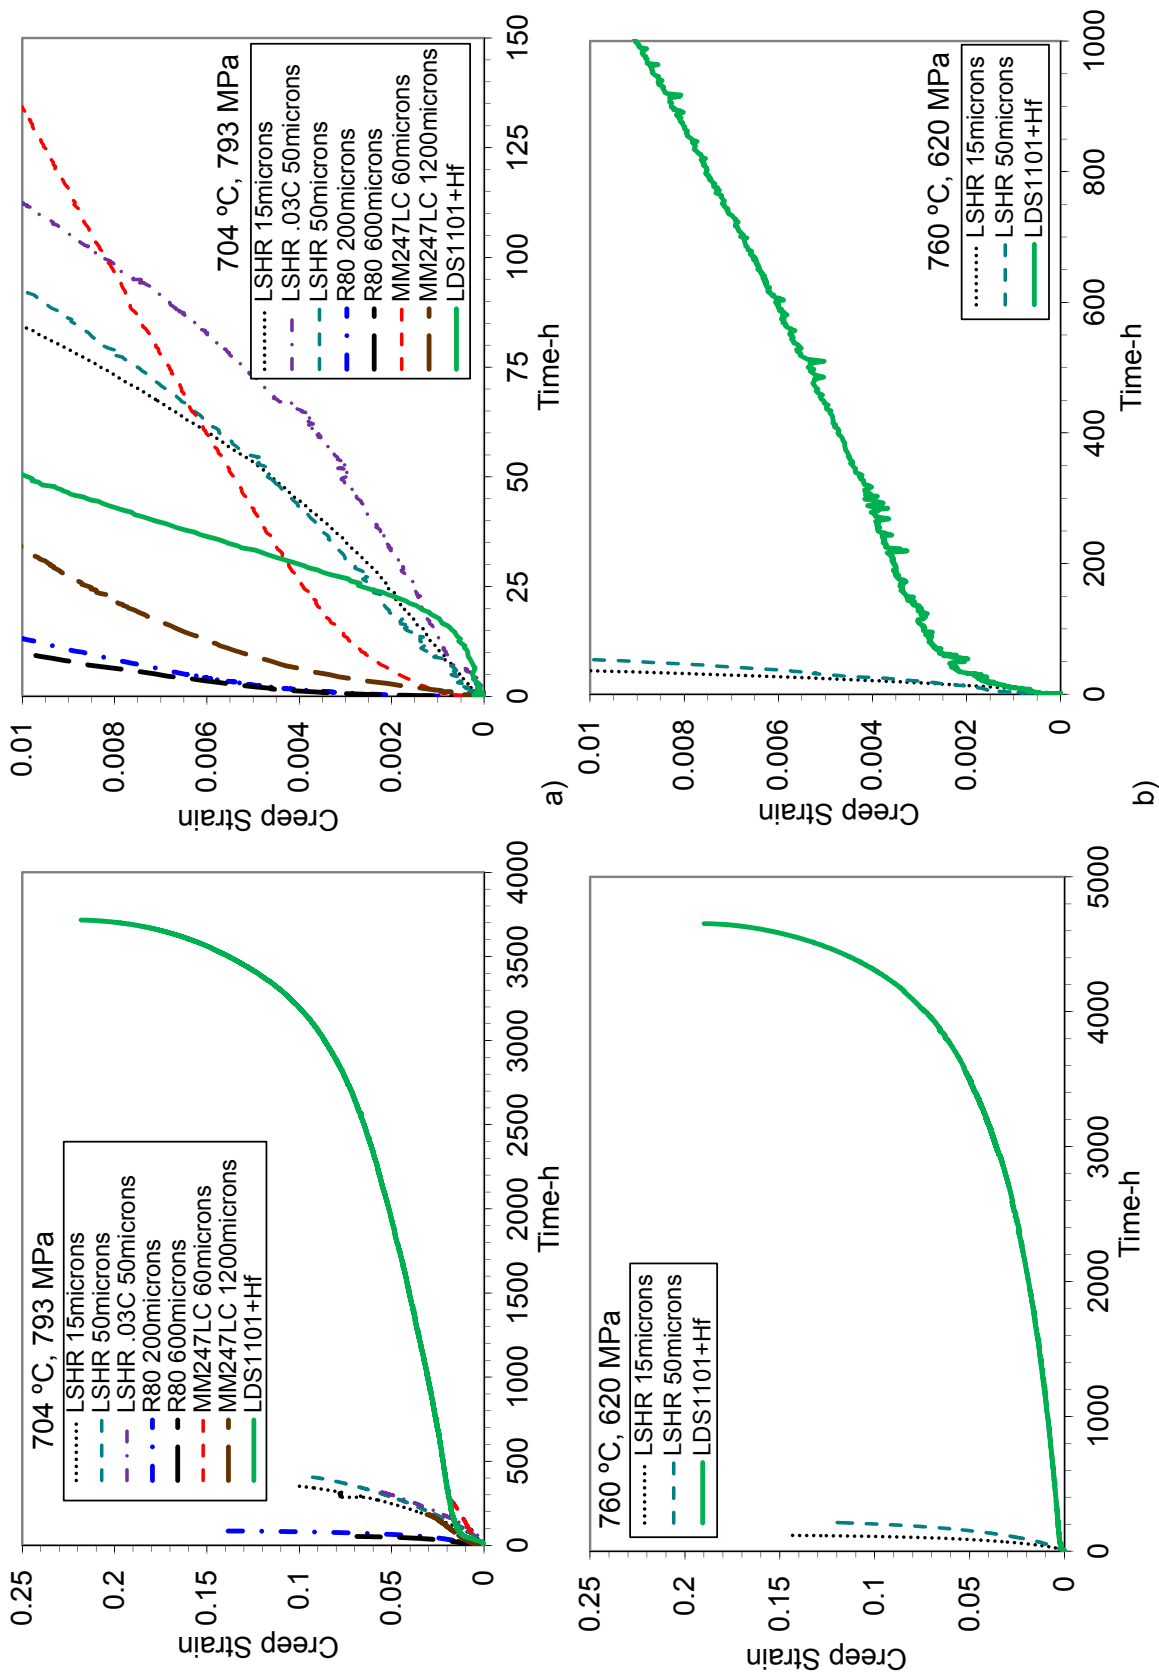 704 ºC, 793 MPa
LSHR 15microns
LSHR 50microns
LSHR .03C 50microns
R80 200microns
R80 600microns
MM247LC 60microns
MM247LC 1200microns
LDS1101+Hf
Creep Strain
0.25
0.2
0.15
0.1
0.05
0
0 500 1000 1500 2000 2500 3000 3500 4000
Time-h
704 ºC, 793 MPa
LSHR 15microns
LSHR .03C 50microns
LSHR 50microns
R80 200microns
R80 600microns
MM247LC 60microns
MM247LC 1200microns
LDS1101+Hf
Creep Strain
0.01
0.008
0.006
0.004
0.002
0
0 25 50 75 100 125 150
Time-h
a)
760 ºC, 620 MPa
LSHR 15microns
LSHR 50microns
LDS1101+Hf
Creep Strain
0.25
0.2
0.15
0.1
0.05
0
0 1000 2000 3000 4000 5000
Time-h
760 ºC, 620 MPa
LSHR 15microns
LSHR 50microns
LDS1101+Hf
Creep Strain
0.01
0.008
0.006
0.004
0.002
0
0 200 400 600 800 1000
Time-h
b)